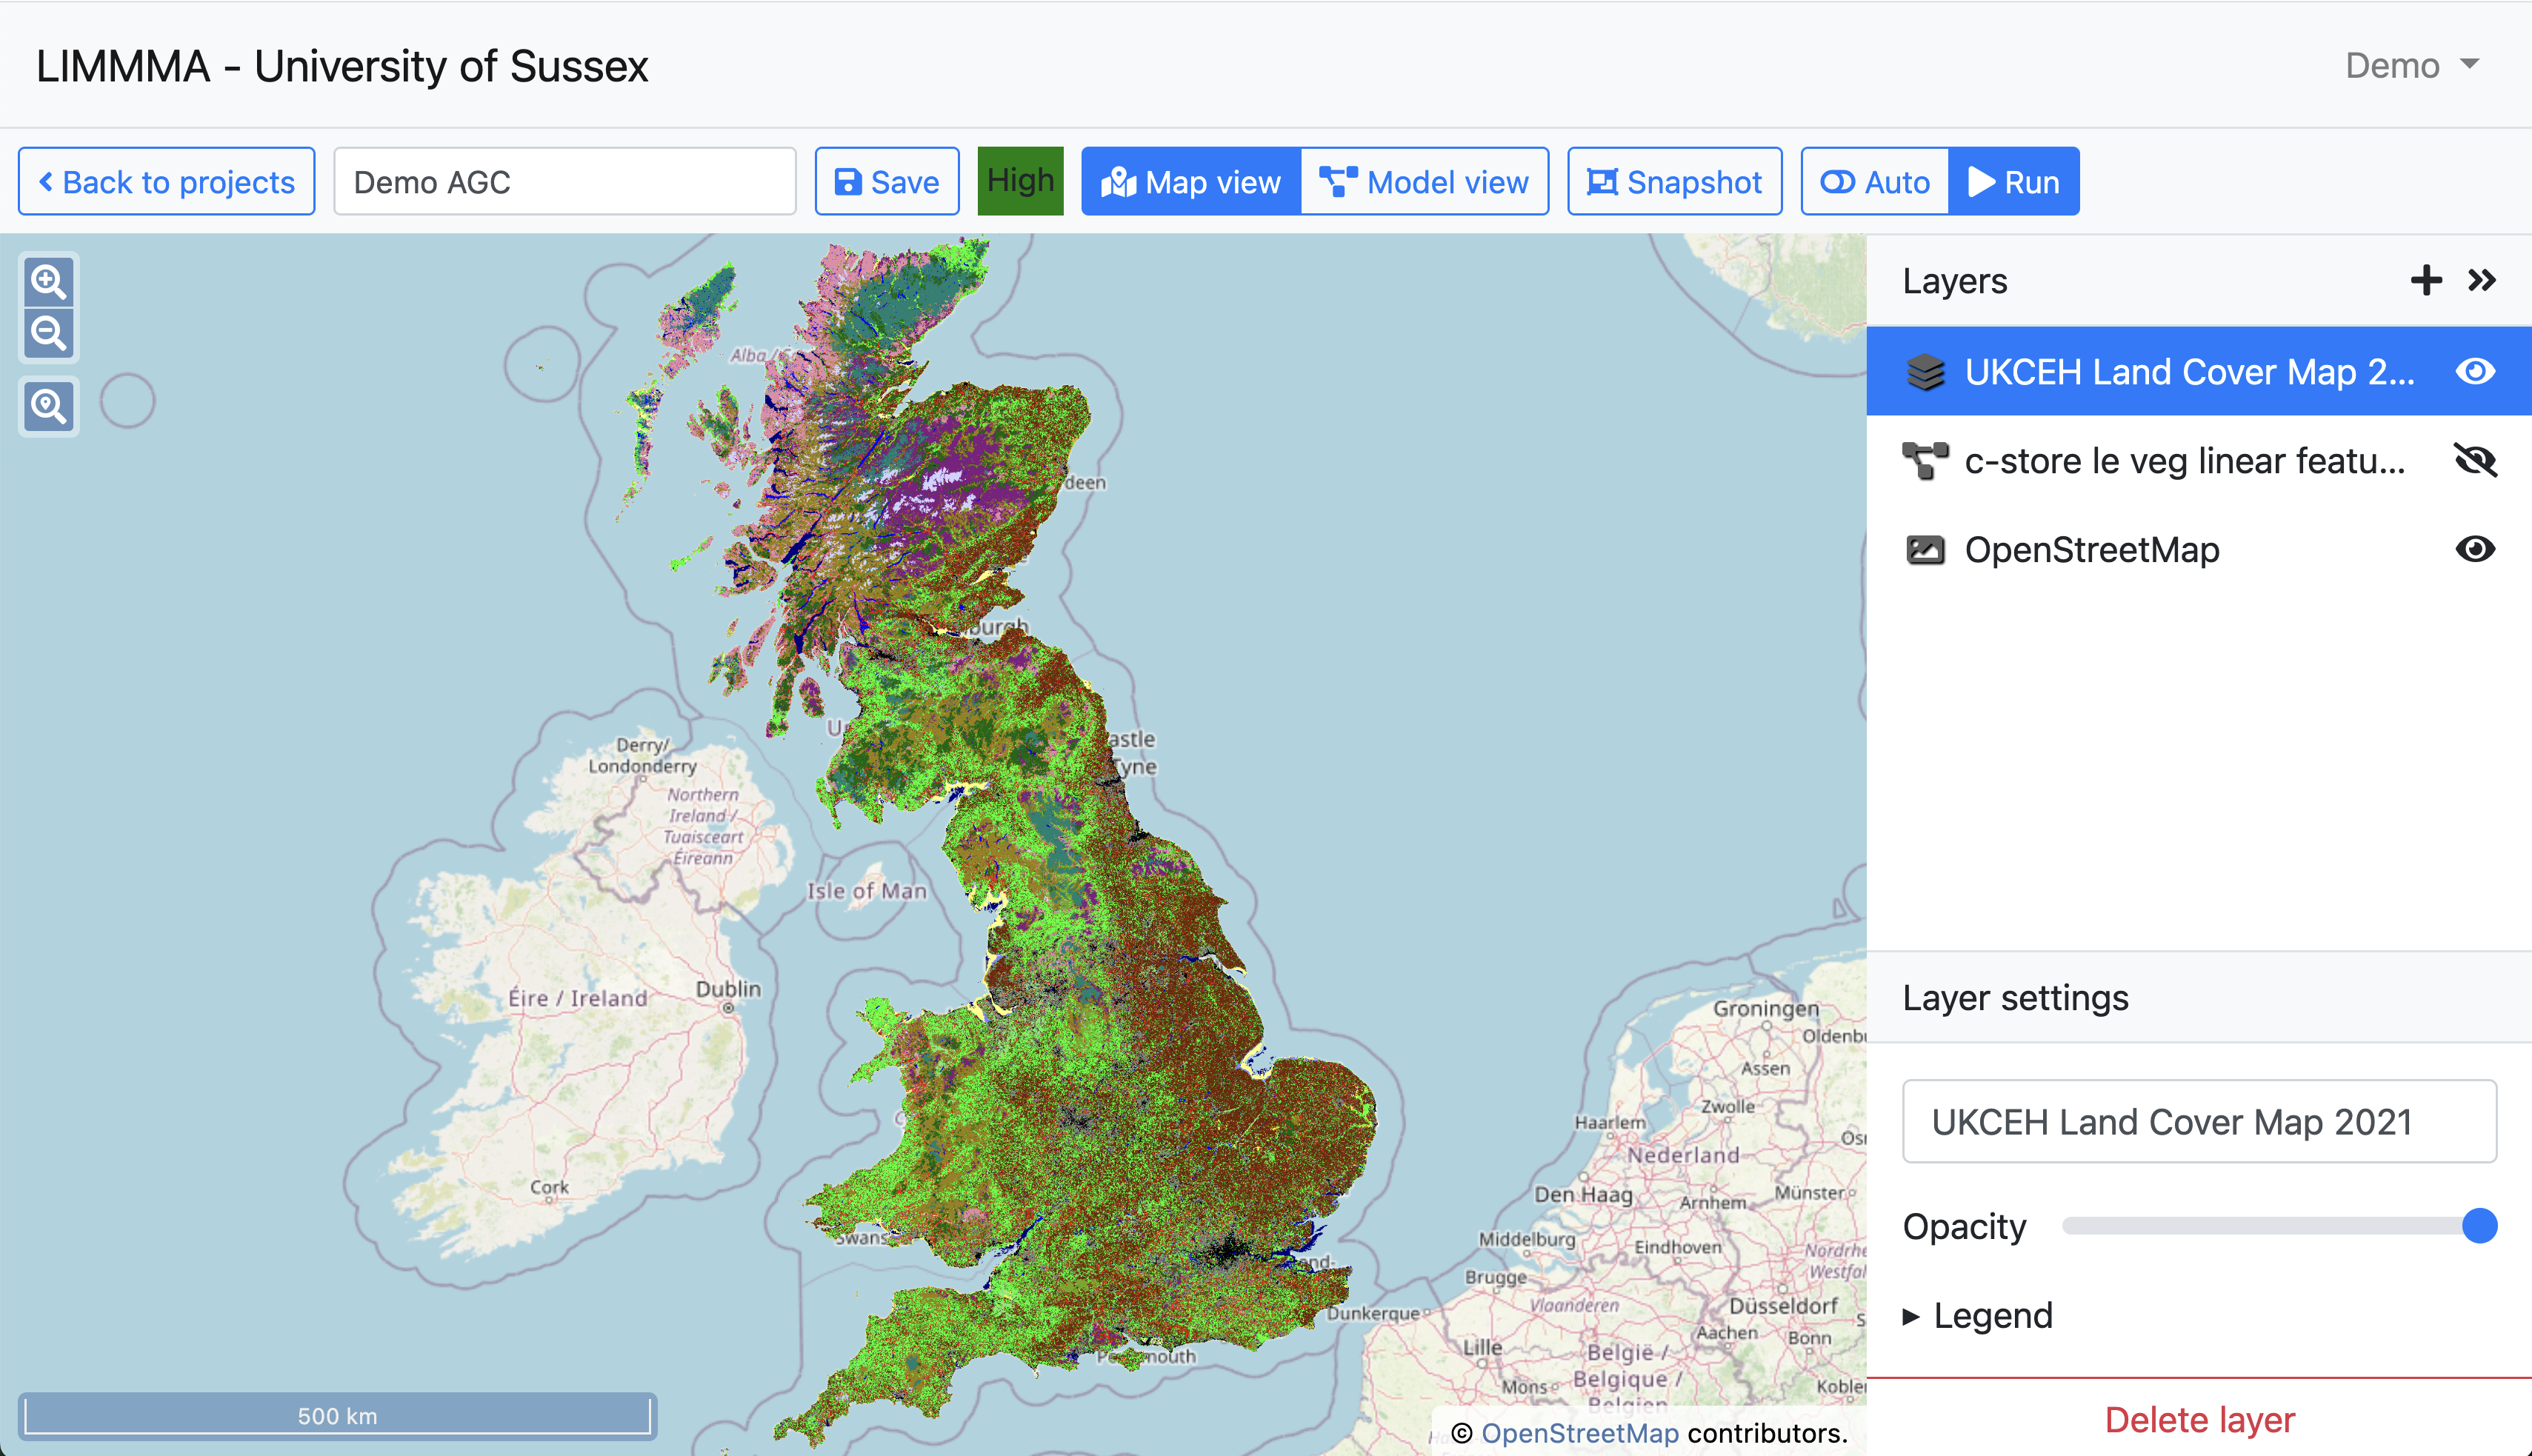 LIMMMA - University of Sussex
Demo
Back to projects
Demo AGC
Save
High
Map view
Model view
Snapshot
Auto
Run
Layers
UKCEH Land Cover Map 2...
c-store le veg linear featu...
OpenStreetMap
Layer settings
UKCEH Land Cover Map 2021
Opacity
Legend
Delete layer
deen
burgh
astle
Tyne
Derry/
Londonderry
Northern
Ireland /
Tuaisceart
Éireann
Isle of Man
Éire / Ireland
Dublin
Cork
Swans
Groningen
Oldenbu
Assen
Zwolle
Haarlem
Nederland
Den Haag
Arnhem
Münster
Middelburg
Eindhoven
Nordrhe
Westfal
Brugge
Vlaanderen
Düsseldorf
Dunkerque
Aachen
Bonn
Lille
België /
Belgique /
Belgien
Mons
Koble
500 km
© OpenStreetMap contributors.